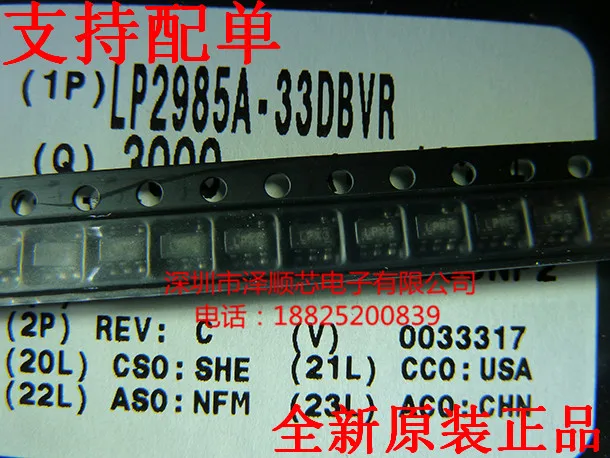 支持配单
(1P) LP2985A-33DBVR
(Q) 3000
深圳市泽顺芯电子有限公司
电话：18825200839
(2P) REV: C (V) 0033317
(20L) CSO: SHE (21L) CCO: USA
(22L) ASO: NFM (23L) ACO: CHN
全新原装正品